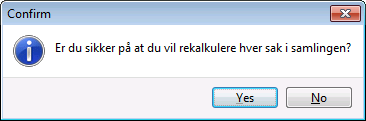 Confirm
Er du sikker på at du vil rekalkulere hver sak i samlingen?
Yes
No